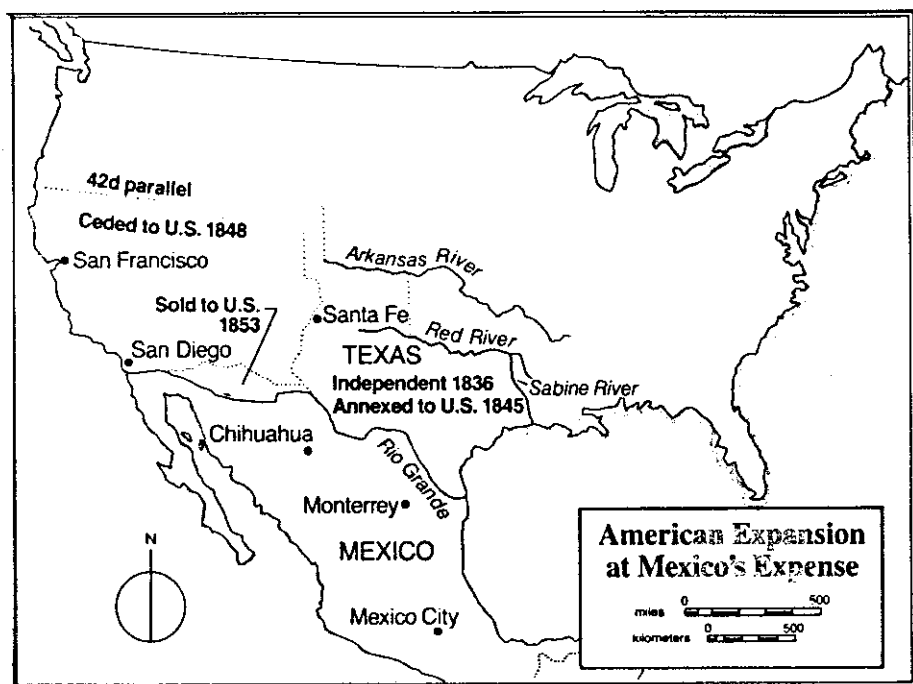 42d parallel
Ceded to U.S. 1848
San Francisco
Arkansas River
Sold to U.S.
1853
Santa Fe
Red River
San Diego
TEXAS
Independent 1836
Annexed to U.S. 1845
Sabine River
Chihuahua
Rio Grande
Monterrey
MEXICO
Mexico City
N
American Expansion
at Mexico's Expense
0 500
miles
0 500
kilometers